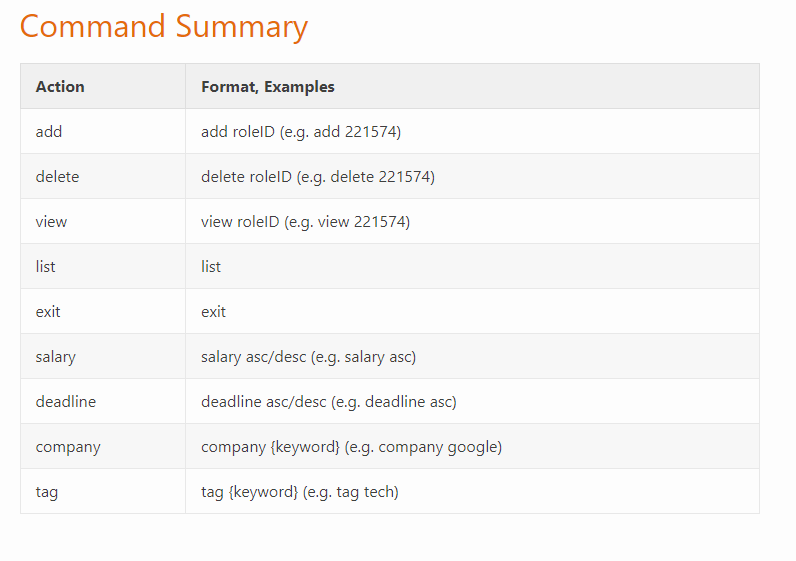 Command Summary
Action Format, Examples
add add roleID (e.g. add 221574)
delete delete roleID (e.g. delete 221574)
view view roleID (e.g. view 221574)
list list
exit exit
salary salary asc/desc (e.g. salary asc)
deadline deadline asc/desc (e.g. deadline asc)
company company {keyword} (e.g. company google)
tag tag {keyword} (e.g. tag tech)